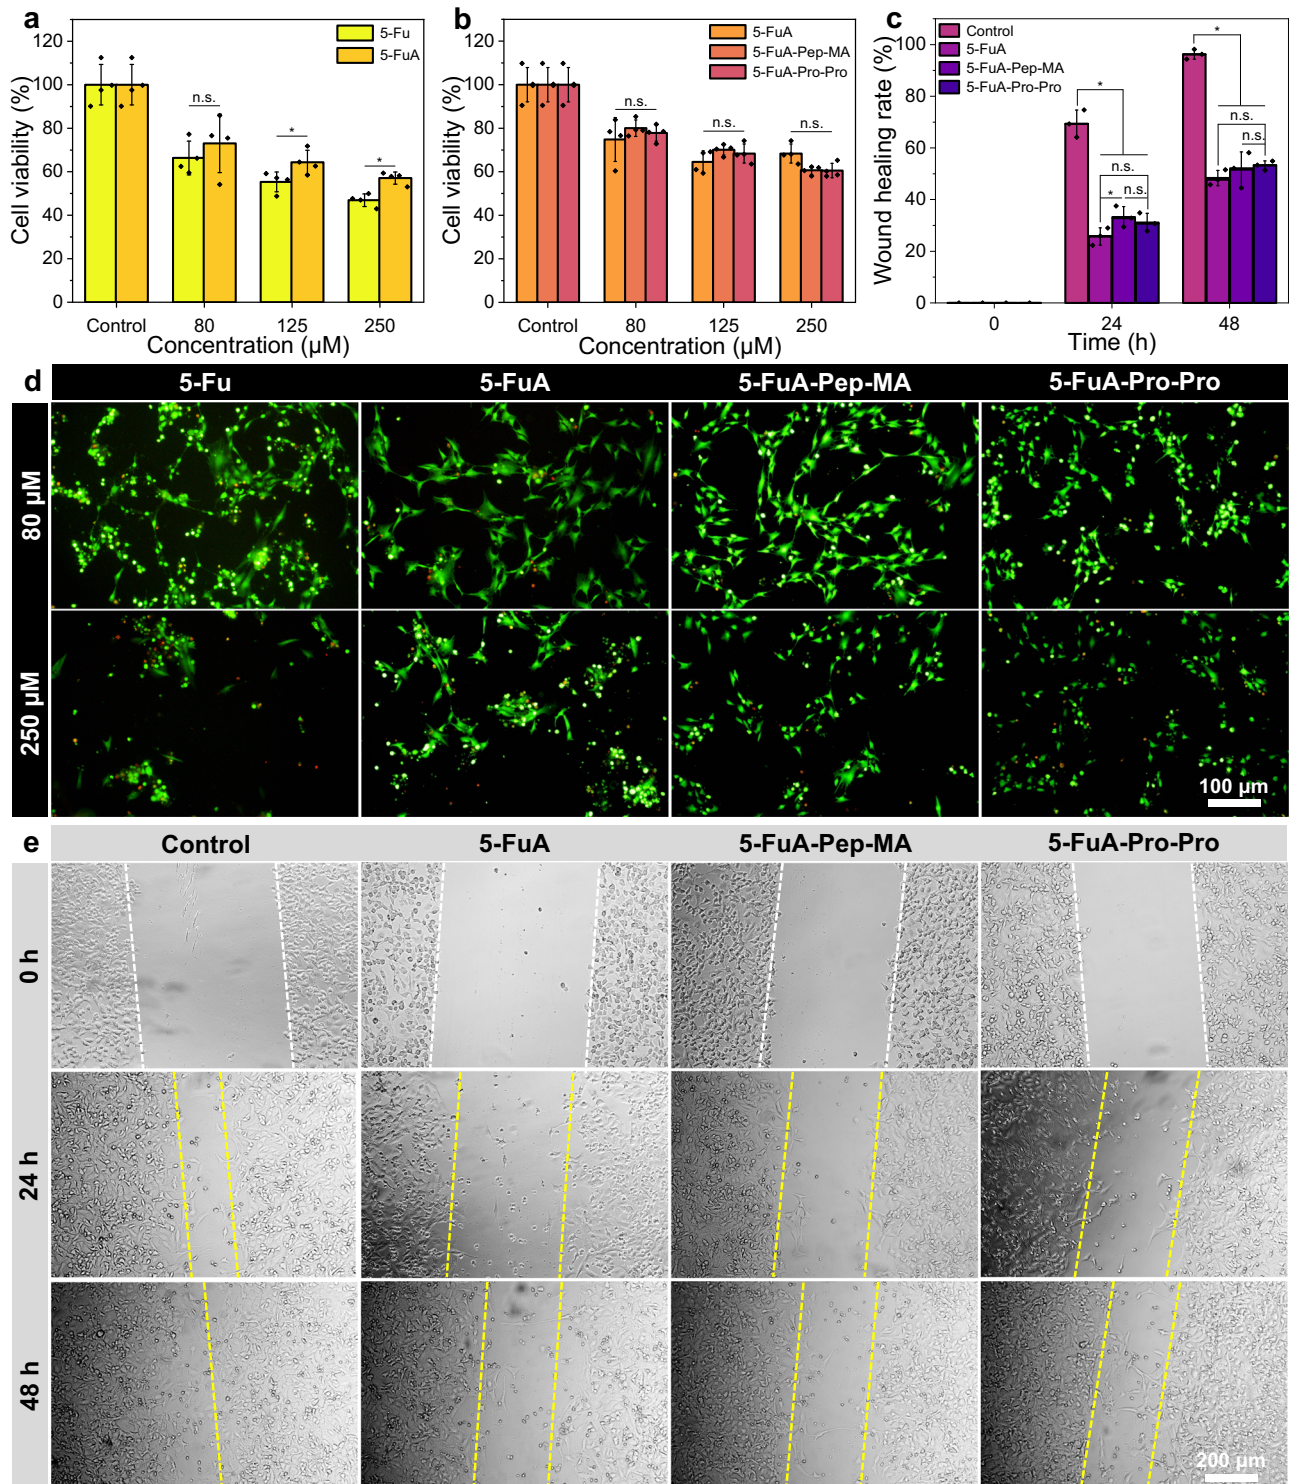 a
5-Fu
5-FuA
Cell viability (%)
120
100
80
60
40
20
0
n.s.
*
*
Control
80
125
250
Concentration (µM)
b
5-FuA
5-FuA-Pep-MA
5-FuA-Pro-Pro
Cell viability (%)
120
100
80
60
40
20
0
n.s.
n.s.
n.s.
Control
80
125
250
Concentration (µM)
c
Control
5-FuA
5-FuA-Pep-MA
5-FuA-Pro-Pro
Wound healing rate (%)
100
80
60
40
20
0
*
n.s.
*
n.s.
*
n.s.
n.s.
0
24
48
Time (h)
d
5-Fu
5-FuA
5-FuA-Pep-MA
5-FuA-Pro-Pro
80 µM
250 µM
100 µm
e
Control
5-FuA
5-FuA-Pep-MA
5-FuA-Pro-Pro
0 h
24 h
48 h
200 µm